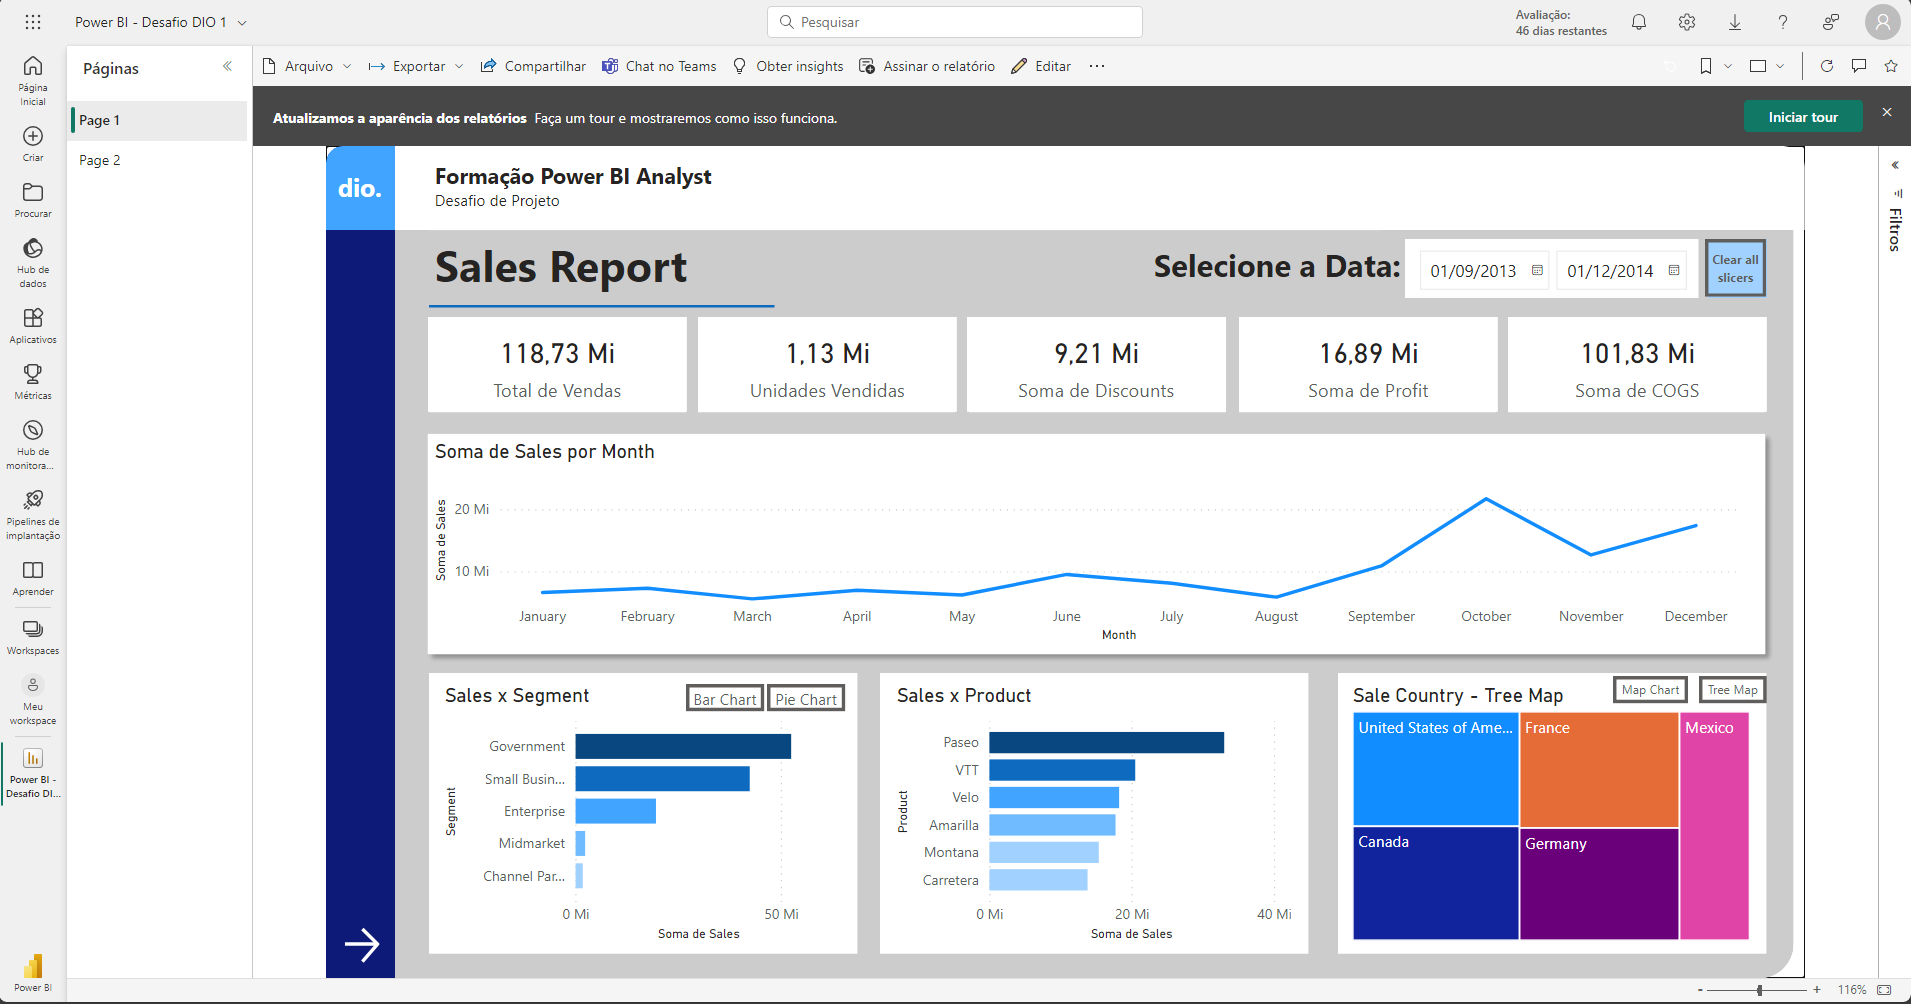 Power BI - Desafio DIO 1
Pesquisar
Avaliação:
46 dias restantes
Página
Inicial
Criar
Procurar
Hub de
dados
Aplicativos
Métricas
Hub de
monitora...
Pipelines de
implantação
Aprender
Workspaces
Meu
workspace
Power BI -
Desafio DI...
Power BI
Páginas
Page 1
Page 2
Arquivo
Exportar
Compartilhar
Chat no Teams
Obter insights
Assinar o relatório
Editar
Atualizamos a aparência dos relatórios Faça um tour e mostraremos como isso funciona.
Iniciar tour
dio.
Formação Power BI Analyst
Desafio de Projeto
Sales Report
Selecione a Data:
01/09/2013
01/12/2014
Clear all
slicers
118,73 Mi
Total de Vendas
1,13 Mi
Unidades Vendidas
9,21 Mi
Soma de Discounts
16,89 Mi
Soma de Profit
101,83 Mi
Soma de COGS
Soma de Sales por Month
Soma de Sales
20 Mi
10 Mi
January
February
March
April
May
June
July
August
September
October
November
December
Month
Sales x Segment
Bar Chart
Pie Chart
Segment
Government
Small Busin...
Enterprise
Midmarket
Channel Par...
0 Mi
50 Mi
Soma de Sales
Sales x Product
Product
Paseo
VTT
Velo
Amarilla
Montana
Carretera
0 Mi
20 Mi
40 Mi
Soma de Sales
Sale Country - Tree Map
Map Chart
Tree Map
United States of Ame...
France
Mexico
Canada
Germany
Filtros
- + 116%